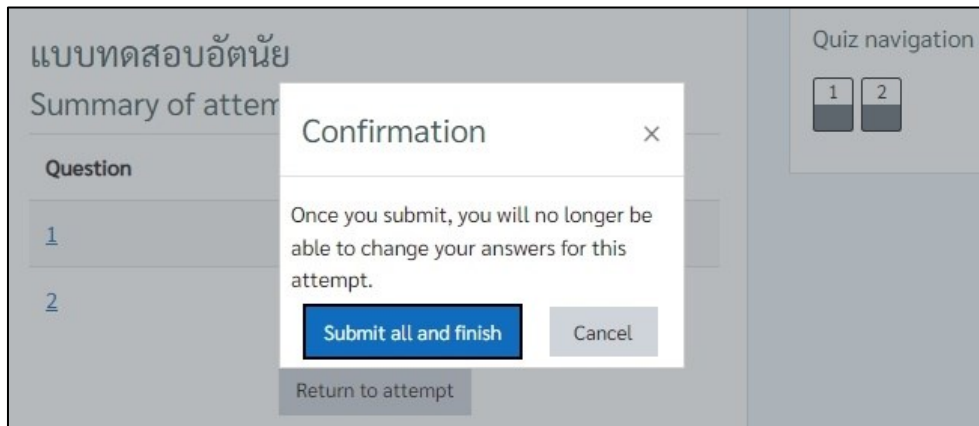 แบบทดสอบอัตนัย
Summary of attem
Question
1
2
Confirmation
×
Once you submit, you will no longer be
able to change your answers for this
attempt.
Submit all and finish
Cancel
Return to attempt
Quiz navigation
1 2